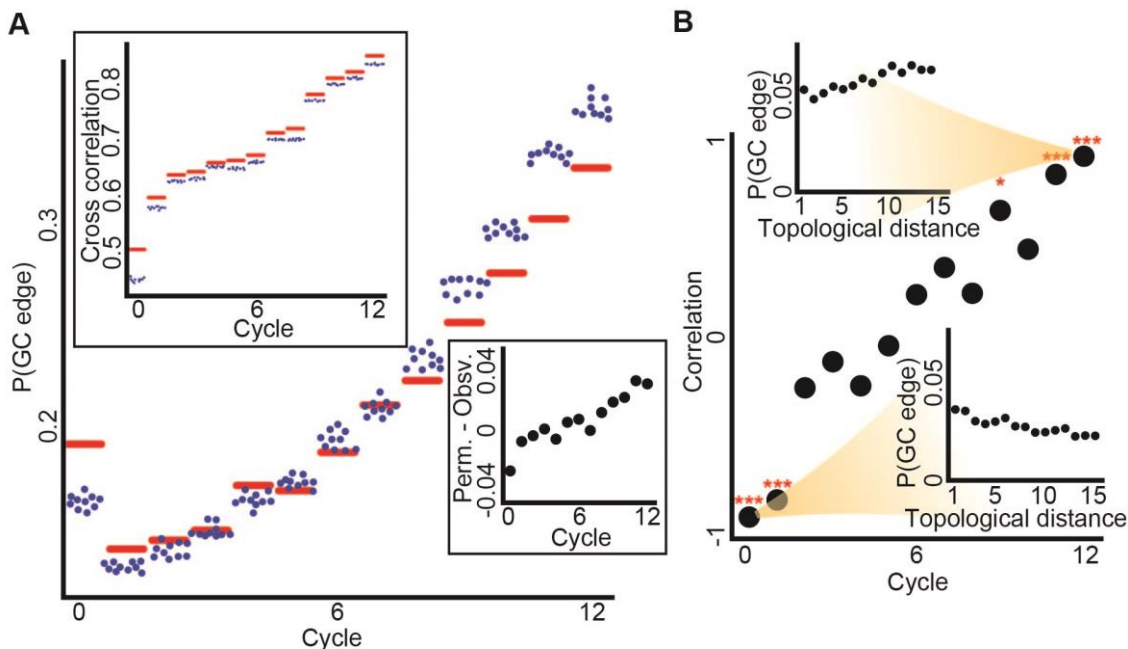 A
P(GC edge)
0.3
0.2
0
6
12
Cycle
Cross correlation
0.8
0.7
0.6
0.5
0
6
12
Cycle
Perm. - Obsv.
0.04
0
-0.04
0
6
12
Cycle
B
P(GC edge)
0.05
0
1
5
10
15
Topological distance
Correlation
1
0
-1
***
***
*
***
***
0
6
12
Cycle
P(GC edge)
0.05
0
1
5
10
15
Topological distance